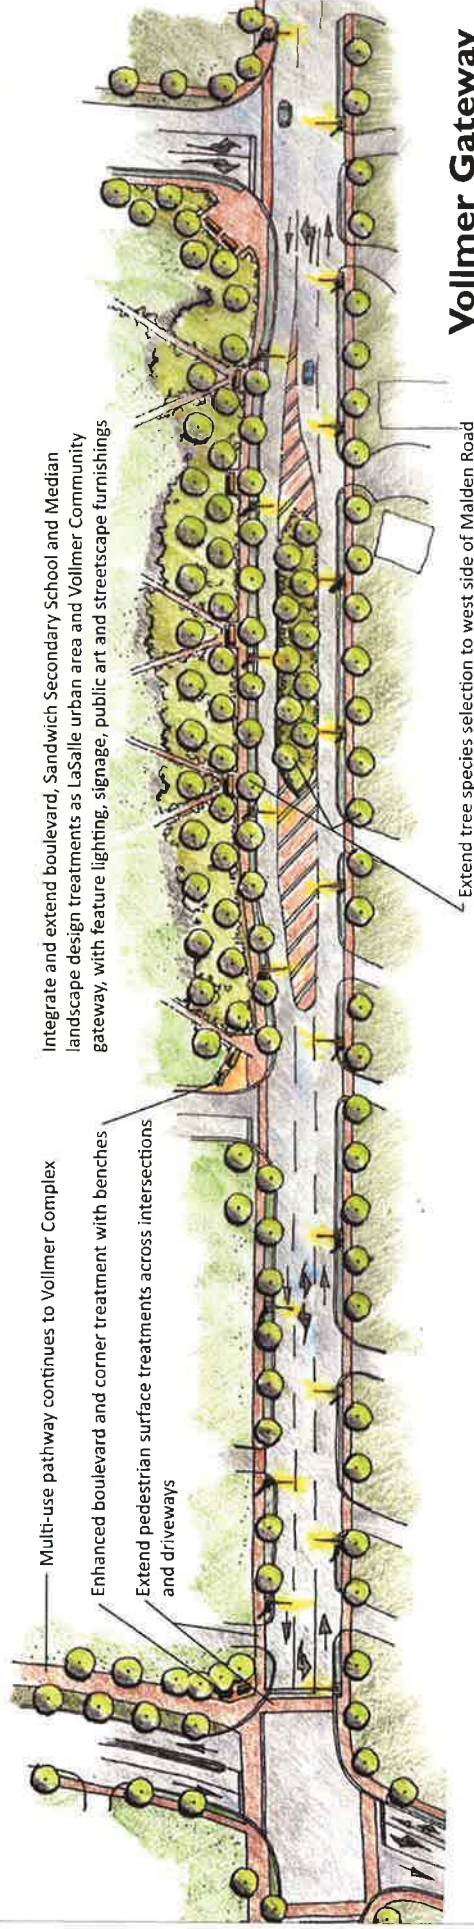 Multi-use pathway continues to Vollmer Complex
Enhanced boulevard and corner treatment with benches
Extend pedestrian surface treatments across intersections
and driveways
Integrate and extend boulevard, Sandwich Secondary School and Median
landscape design treatments as LaSalle urban area and Vollmer Community
gateway, with feature lighting, signage, public art and streetscape furnishings
Extend tree species selection to west side of Malden Road
Vollmer Gateway